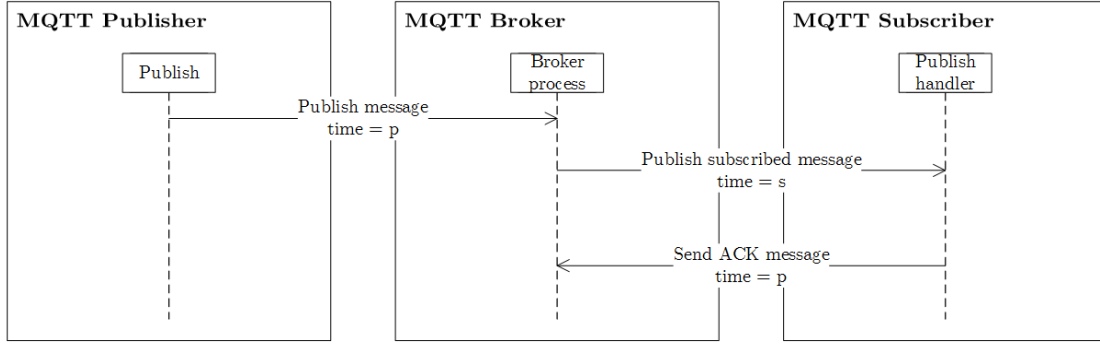 MQTT Publisher
MQTT Broker
MQTT Subscriber
Publish
Broker
process
Publish
handler
Publish message
time = p
Publish subscribed message
time = s
Send ACK message
time = p